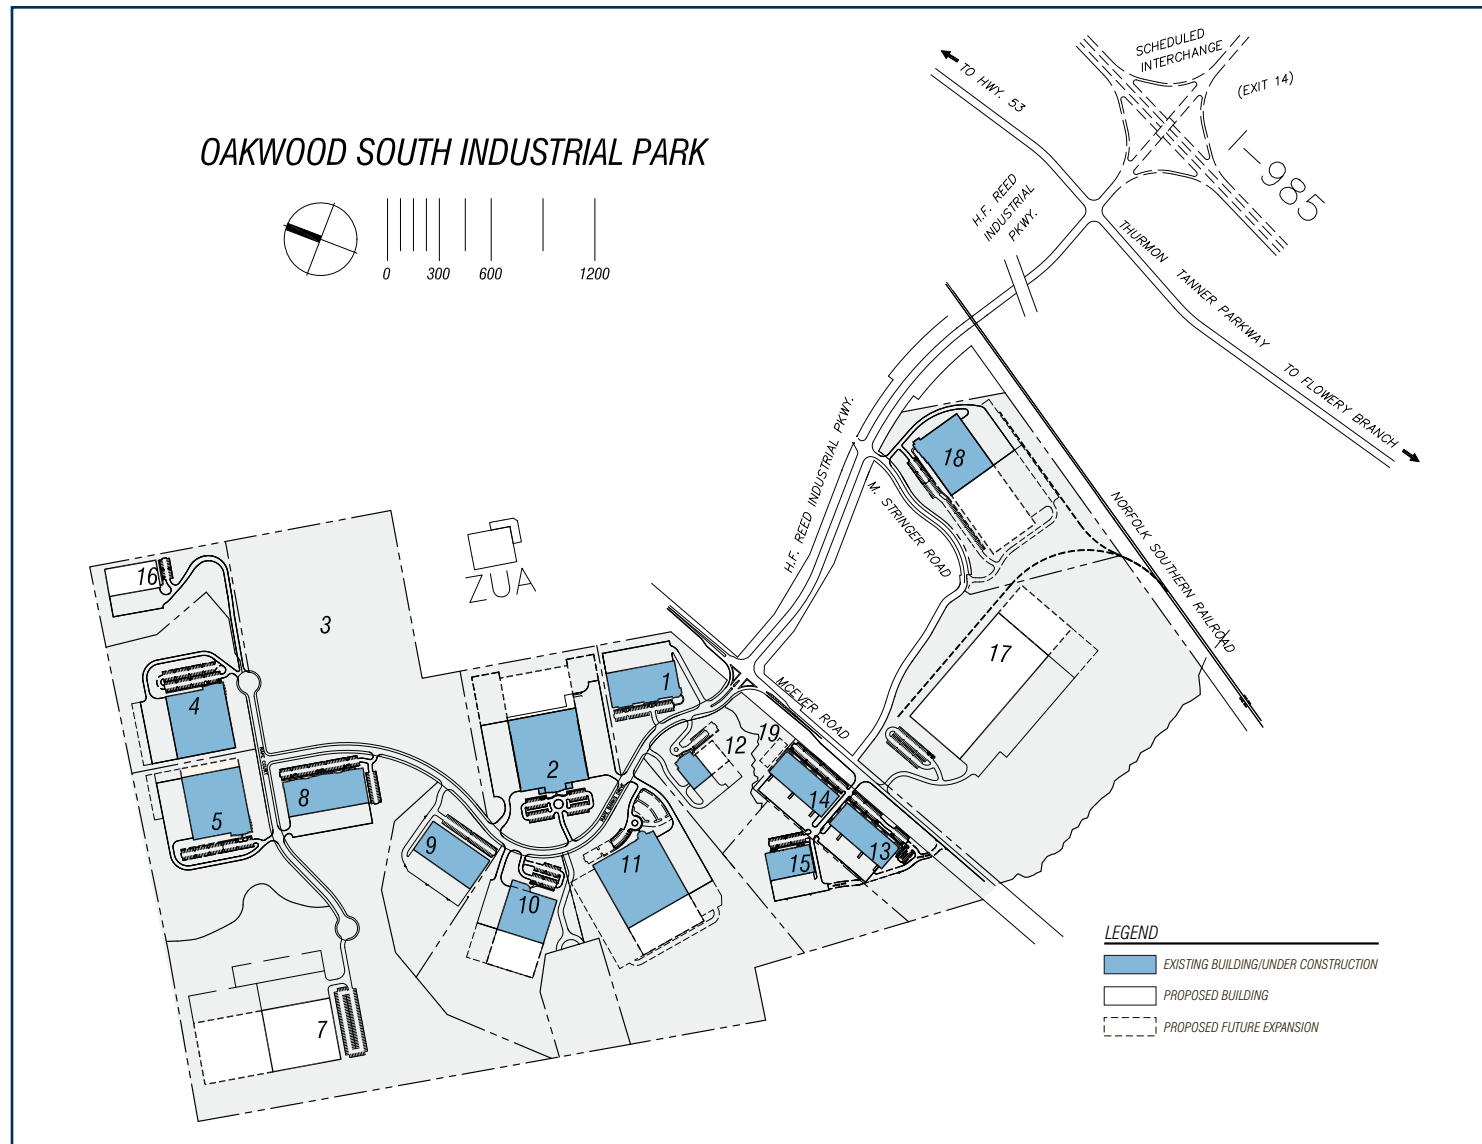 SCHEDULED
INTERCHANGE
(EXIT 14)
TO HWY. 53
I-985
OAKWOOD SOUTH INDUSTRIAL PARK
H.F. REED
INDUSTRIAL
PKWY.
0 300 600 1200
THURMON TANNER PARKWAY TO FLOWERY BRANCH
H.F. REED INDUSTRIAL PKWY.
18
M. STRINGER ROAD
NORFOLK SOUTHERN RAILROAD
ZUA
16
3
17
1
MCEVER ROAD
4
12
19
2
8
14
5
9
11
13
15
10
7
LEGEND
EXISTING BUILDING/UNDER CONSTRUCTION
PROPOSED BUILDING
PROPOSED FUTURE EXPANSION